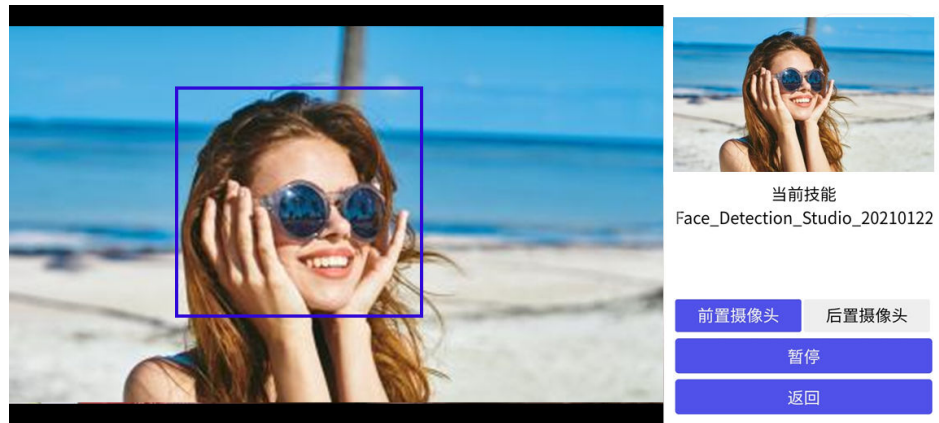 当前技能
Face_Detection_Studio_20210122
前置摄像头
后置摄像头
暂停
返回